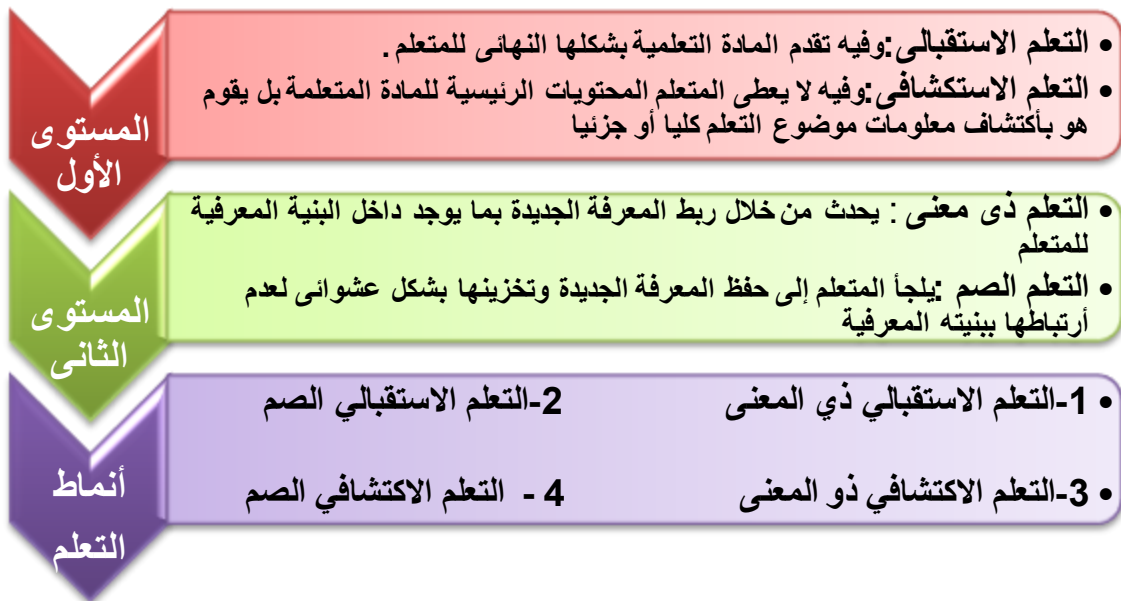 المستوى
الأول
• التعلم الاستقبالى:وفيه تقدم المادة التعلمية بشكلها النهائى للمتعلم .
• التعلم الاستكشافى:وفيه لا يعطى المتعلم المحتويات الرئيسية للمادة المتعلمة بل يقوم
هو بأكتشاف معلومات موضوع التعلم كليا أو جزئيا
المستوى
الثانى
• التعلم ذى معنى : يحدث من خلال ربط المعرفة الجديدة بما يوجد داخل البنية المعرفية
للمتعلم
• التعلم الصم :يلجأ المتعلم إلى حفظ المعرفة الجديدة وتخزينها بشكل عشوائى لعدم
أرتباطها ببنيته المعرفية
أنماط
التعلم
• 1-التعلم الاستقبالي ذي المعنى 2-التعلم الاستقبالي الصم
• 3-التعلم الاكتشافي ذو المعنى 4 - التعلم الاكتشافي الصم